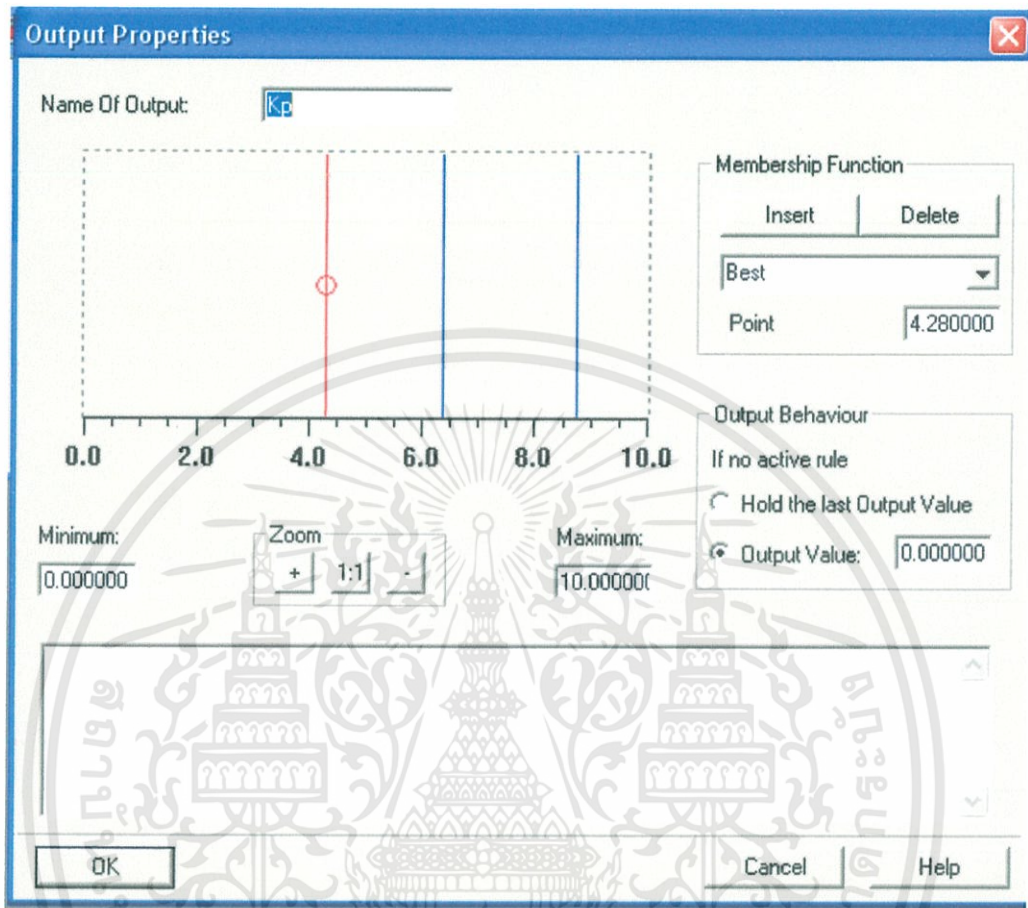 Output Properties
Name Of Output:
Kp
0.0 2.0 4.0 6.0 8.0 10.0
Membership Function
Insert Delete
Best
Point 4.280000
Output Behaviour
If no active rule
Hold the last Output Value
Output Value: 0.000000
Minimum:
0.000000
Zoom
+ 1:1 -
Maximum:
10.000000
OK Cancel Help